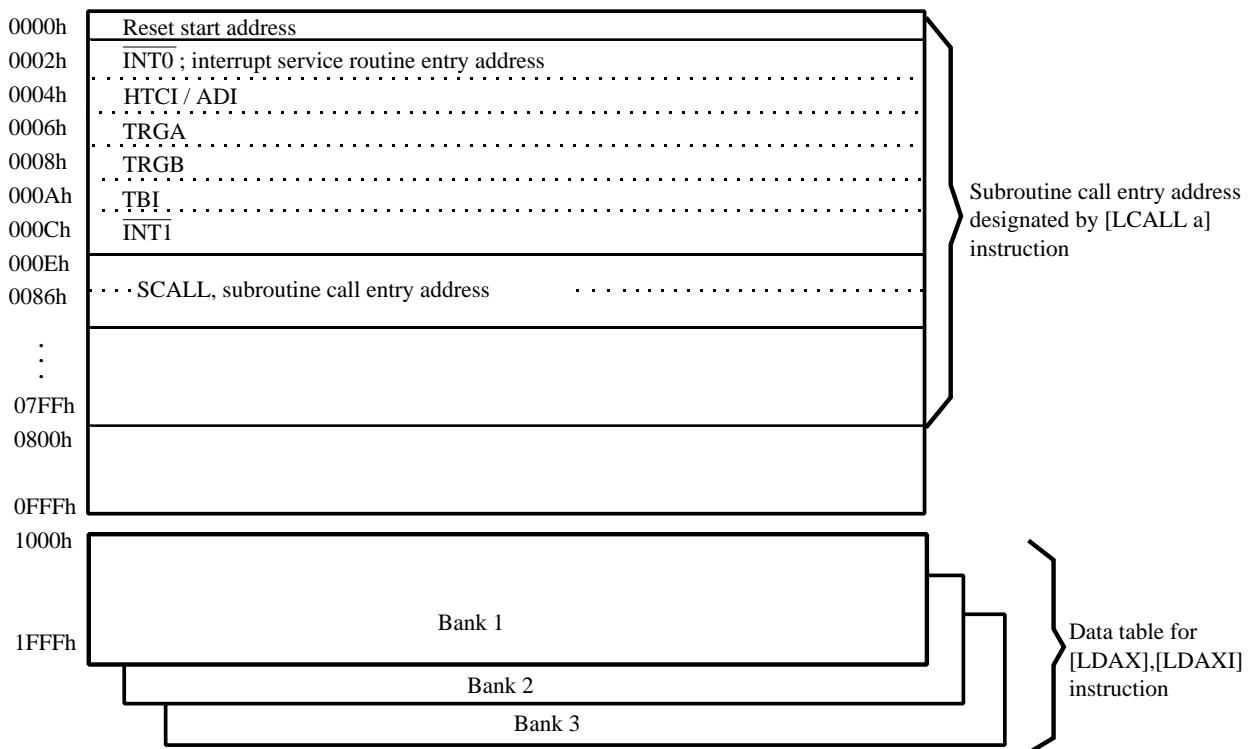 0000h Reset start address
0002h INT0 ; interrupt service routine entry address
0004h HTCI / ADI
0006h TRGA
0008h TRGB
000Ah TBI
000Ch INT1
Subroutine call entry address
designated by [LCALL a]
instruction
000Eh
0086h SCALL, subroutine call entry address
07FFh
0800h
0FFFh
1000h
Bank 1
1FFFh
Bank 2
Bank 3
Data table for
[LDAX],[LDAXI]
instruction